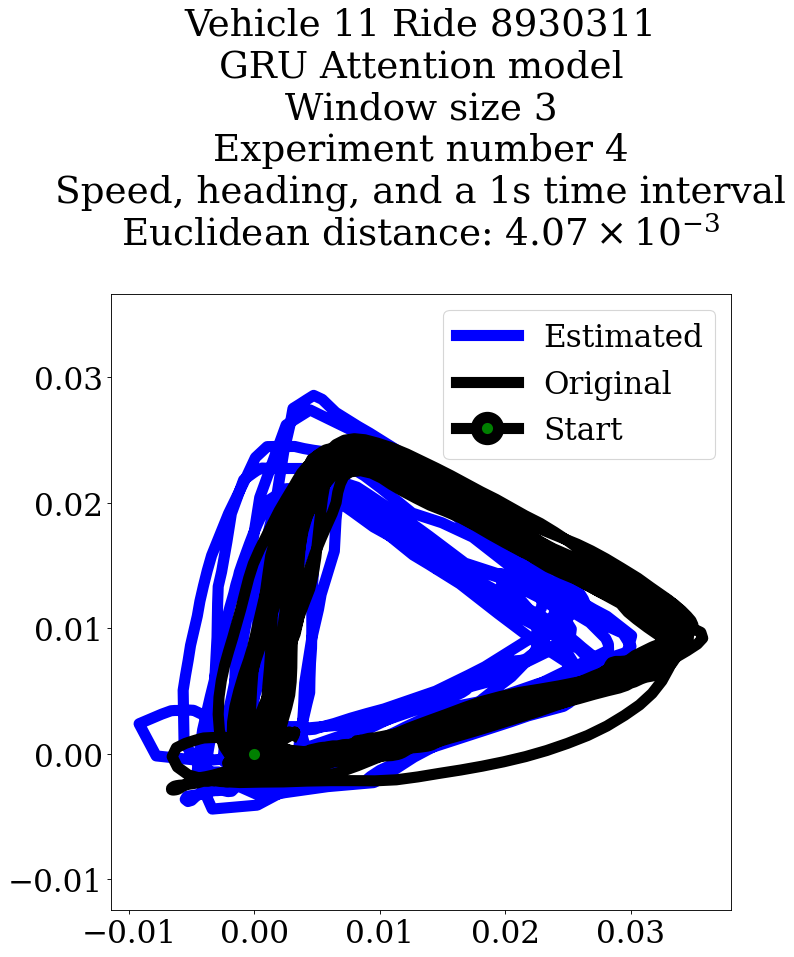 Vehicle 11 Ride 8930311
GRU Attention model
Window size 3
Experiment number 4
Speed, heading, and a 1s time interval
Euclidean distance: 4.07 × 10⁻³
Estimated
Original
Start
0.03
0.02
0.01
0.00
−0.01
−0.01 0.00 0.01 0.02 0.03